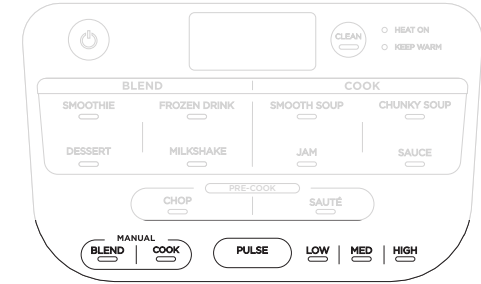 CLEAN
HEAT ON
KEEP WARM
BLEND COOK
SMOOTHIE FROZEN DRINK SMOOTH SOUP CHUNKY SOUP
DESSERT MILKSHAKE JAM SAUCE
PRE-COOK
CHOP SAUTÉ
MANUAL
BLEND COOK PULSE LOW MED HIGH